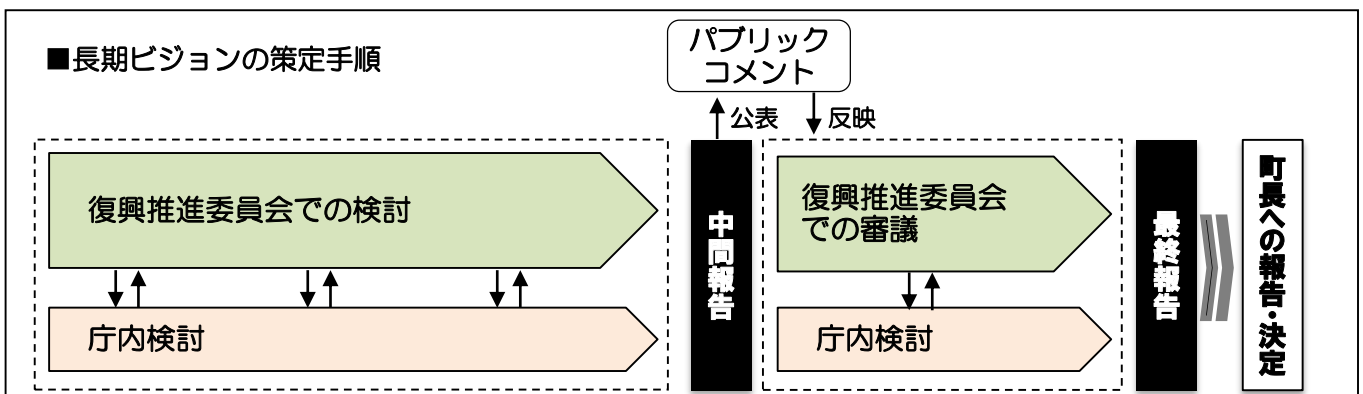 ■長期ビジョンの策定手順
パブリック
コメント
公表
反映
復興推進委員会での検討
庁内検討
中間報告
復興推進委員会
での審議
庁内検討
最終報告
町長への報告・決定